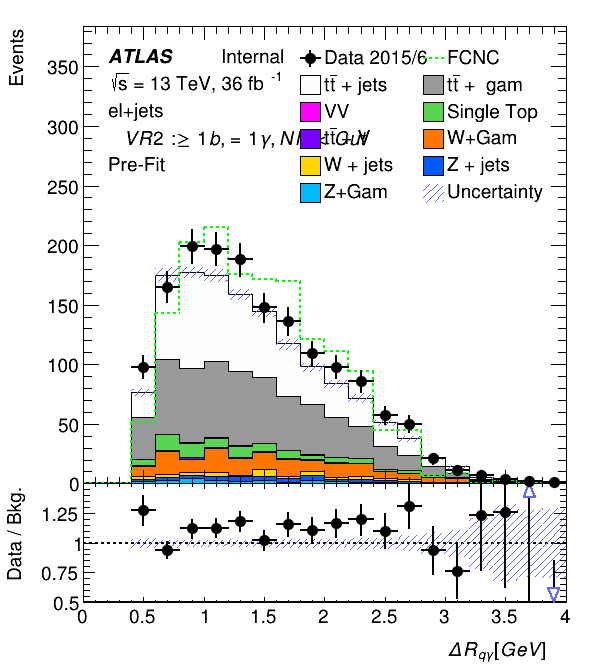 Events
ATLAS Internal
√s = 13 TeV, 36 fb -1
el+jets
VR2 :≥ 1b, = 1γ,
Pre-Fit
Data 2015/6
FCNC
tt̄ + jets
tt̄ + gam
VV
Single Top
W+Gam
W + jets
Z + jets
Z+Gam
Uncertainty
350
300
250
200
150
100
50
0
Data / Bkg.
1.25
1
0.75
0.5
0 0.5 1 1.5 2 2.5 3 3.5 4
ΔRqγ[GeV]